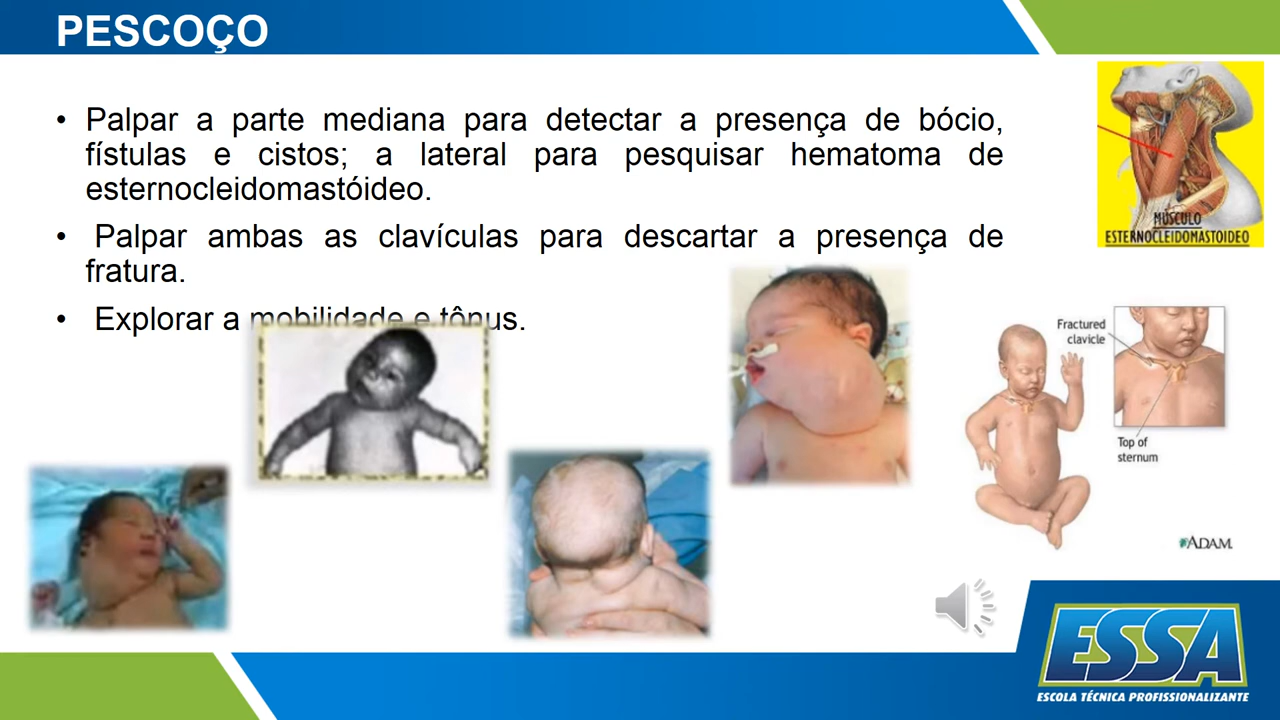 PESCOÇO
• Palpar a parte mediana para detectar a presença de bócio,
fístulas e cistos; a lateral para pesquisar hematoma de
esternocleidomastóideo.
• Palpar ambas as clavículas para descartar a presença de
fratura.
• Explorar a mobilidade e tônus.
MÚSCULO
ESTERNOCLEIDOMASTOIDEO
Fractured
clavicle
Top of
sternum
ADAM.
ESSA
ESCOLA TÉCNICA PROFISSIONALIZANTE